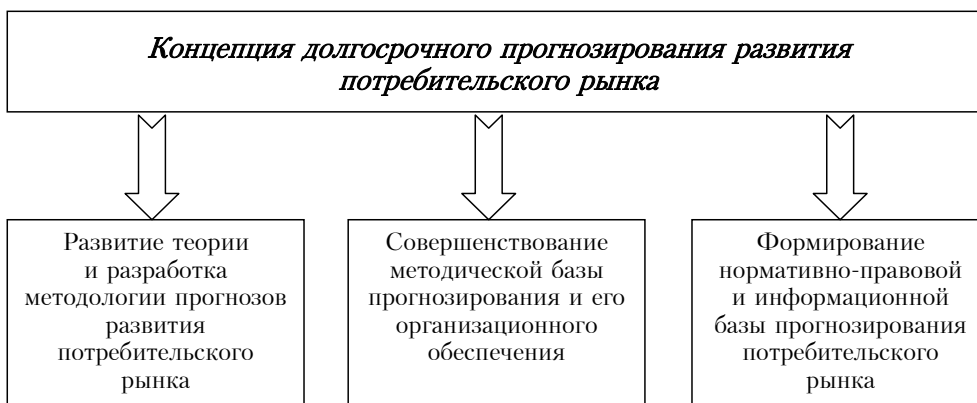 Концепция долгосрочного прогнозирования развития
потребительского рынка
Развитие теории
и разработка
методологии прогнозов
развития
потребительского
рынка
Совершенствование
методической базы
прогнозирования и его
организационного
обеспечения
Формирование
нормативно-правовой
и информационной
базы прогнозирования
потребительского
рынка